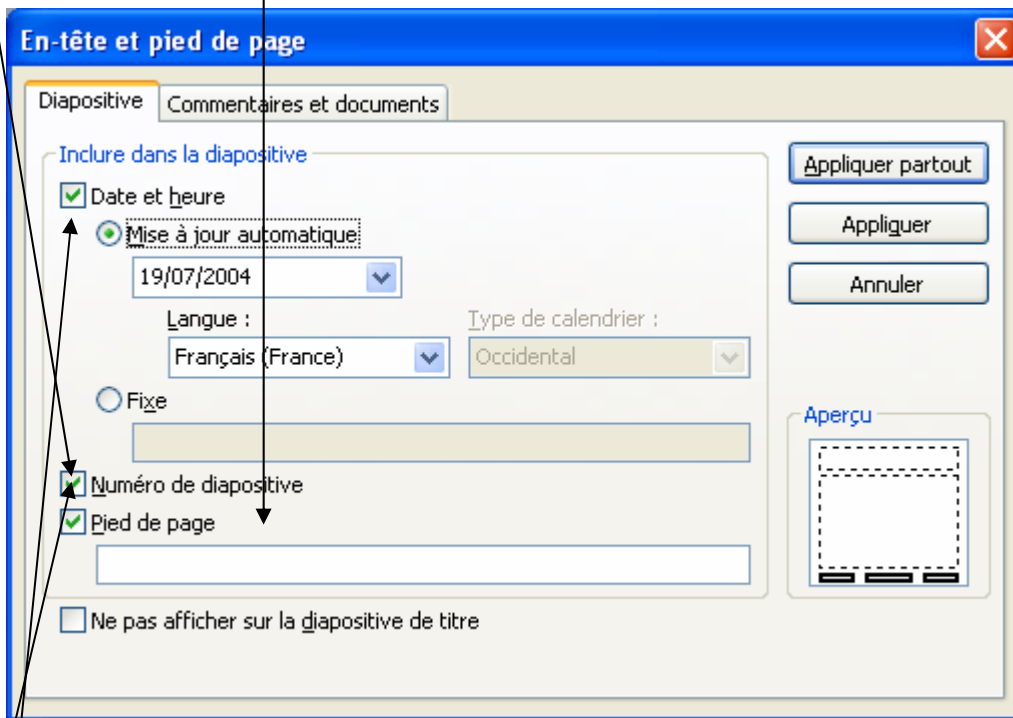 En-tête et pied de page
Diapositive
Commentaires et documents
Inclure dans la diapositive
Appliquer partout
Date et heure
Mise à jour automatique
Appliquer
19/07/2004
Annuler
Langue :
Type de calendrier :
Français (France)
Occidental
Fixe
Aperçu
Numéro de diapositive
Pied de page
Ne pas afficher sur la diapositive de titre